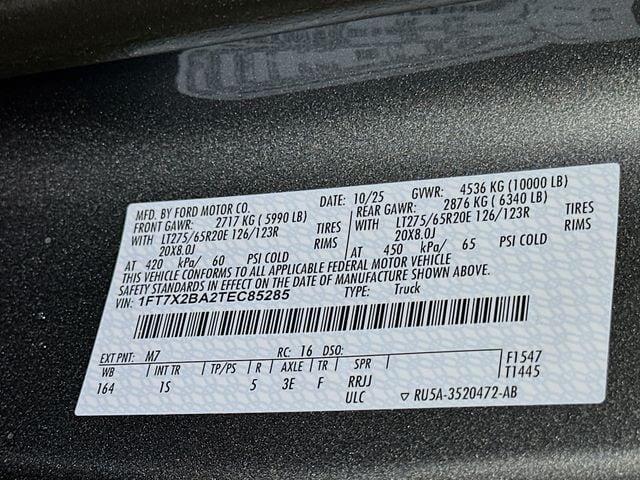 MFD. BY FORD MOTOR CO. DATE: 10/25 GVWR: 4536 KG (10000 LB)
FRONT GAWR: 2717 KG ( 5990 LB) REAR GAWR: 2876 KG ( 6340 LB)
WITH LT275/65R20E 126/123R TIRES WITH LT275/65R20E 126/123R TIRES
20X8.0J RIMS 20X8.0J RIMS
AT 420 kPa/ 60 PSI COLD AT 450 kPa/ 65 PSI COLD
THIS VEHICLE CONFORMS TO ALL APPLICABLE FEDERAL MOTOR VEHICLE
SAFETY STANDARDS IN EFFECT ON THE DATE OF MANUFACTURE SHOWN ABOVE.
VIN: 1FT7X2BA2TEC85285 TYPE: Truck
EXT PNT: M7 RC: 16 DSO:
WB INT TR TP/PS R AXLE TR SPR F1547
164 1S 5 3E F RRJJ T1445
ULC ▽ RU5A-3520472-AB